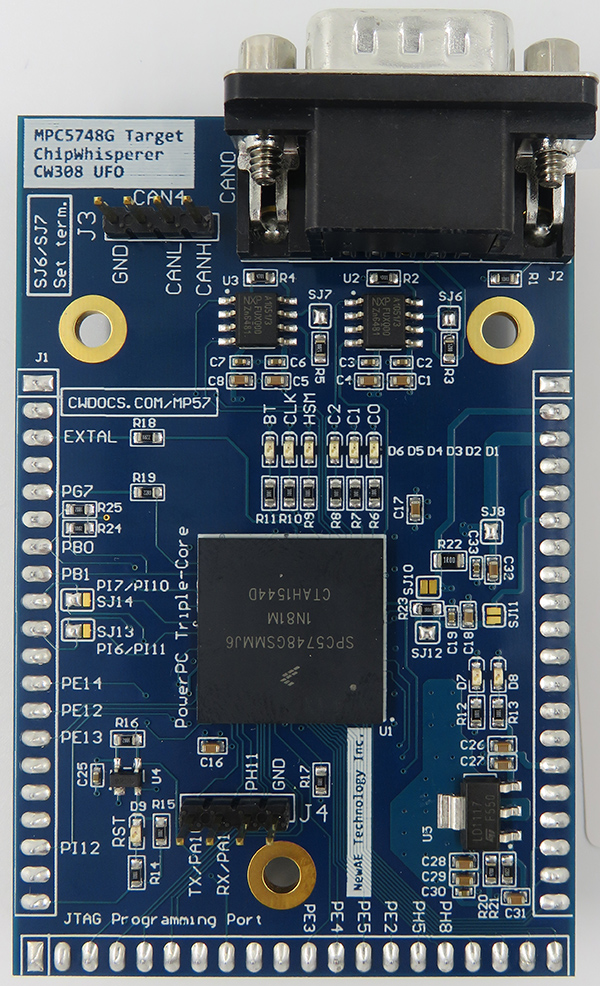 MPC5748G Target
ChipWhisperer
CW308 UFO
SJ6/SJ7
Set term.
J3
CAN4
GND
CANL
CANH
CAN0
J2
U3
R4
SJ7
U2
R2
SJ6
R1
C7
C6
C8
C5
R5
C3
C2
C4
C1
R3
J1
CWDOCS.COM/MP57
EXTAL
R18
BT
CLK
HSM
C2
C1
C0
D6 D5 D4 D3 D2 D1
R19
PG7
R25
R24
R11
R10
R9
R8
R7
R6
C17
SJ8
PB0
PB1
PI7/PI10
SJ14
SJ13
PI6/PI11
R22
C33
C32
SJ10
R23
SJ11
C19
C18
SJ12
PowerPC Triple-Core
SPC5748GSMMJ6
1N81M
CTAH1544D
U1
PE14
PE12
PE13
R16
C16
C25
U4
D7
D8
R12
R13
C26
C27
PH11
GND
R17
NewAE Technology Inc.
U5
RST
D9
R15
R14
J4
TX/PA10
RX/PA1
PI12
C28
C29
C30
R20
R21
C31
JTAG Programming Port
PE3
PE4
PE5
PE2
PH5
PH8